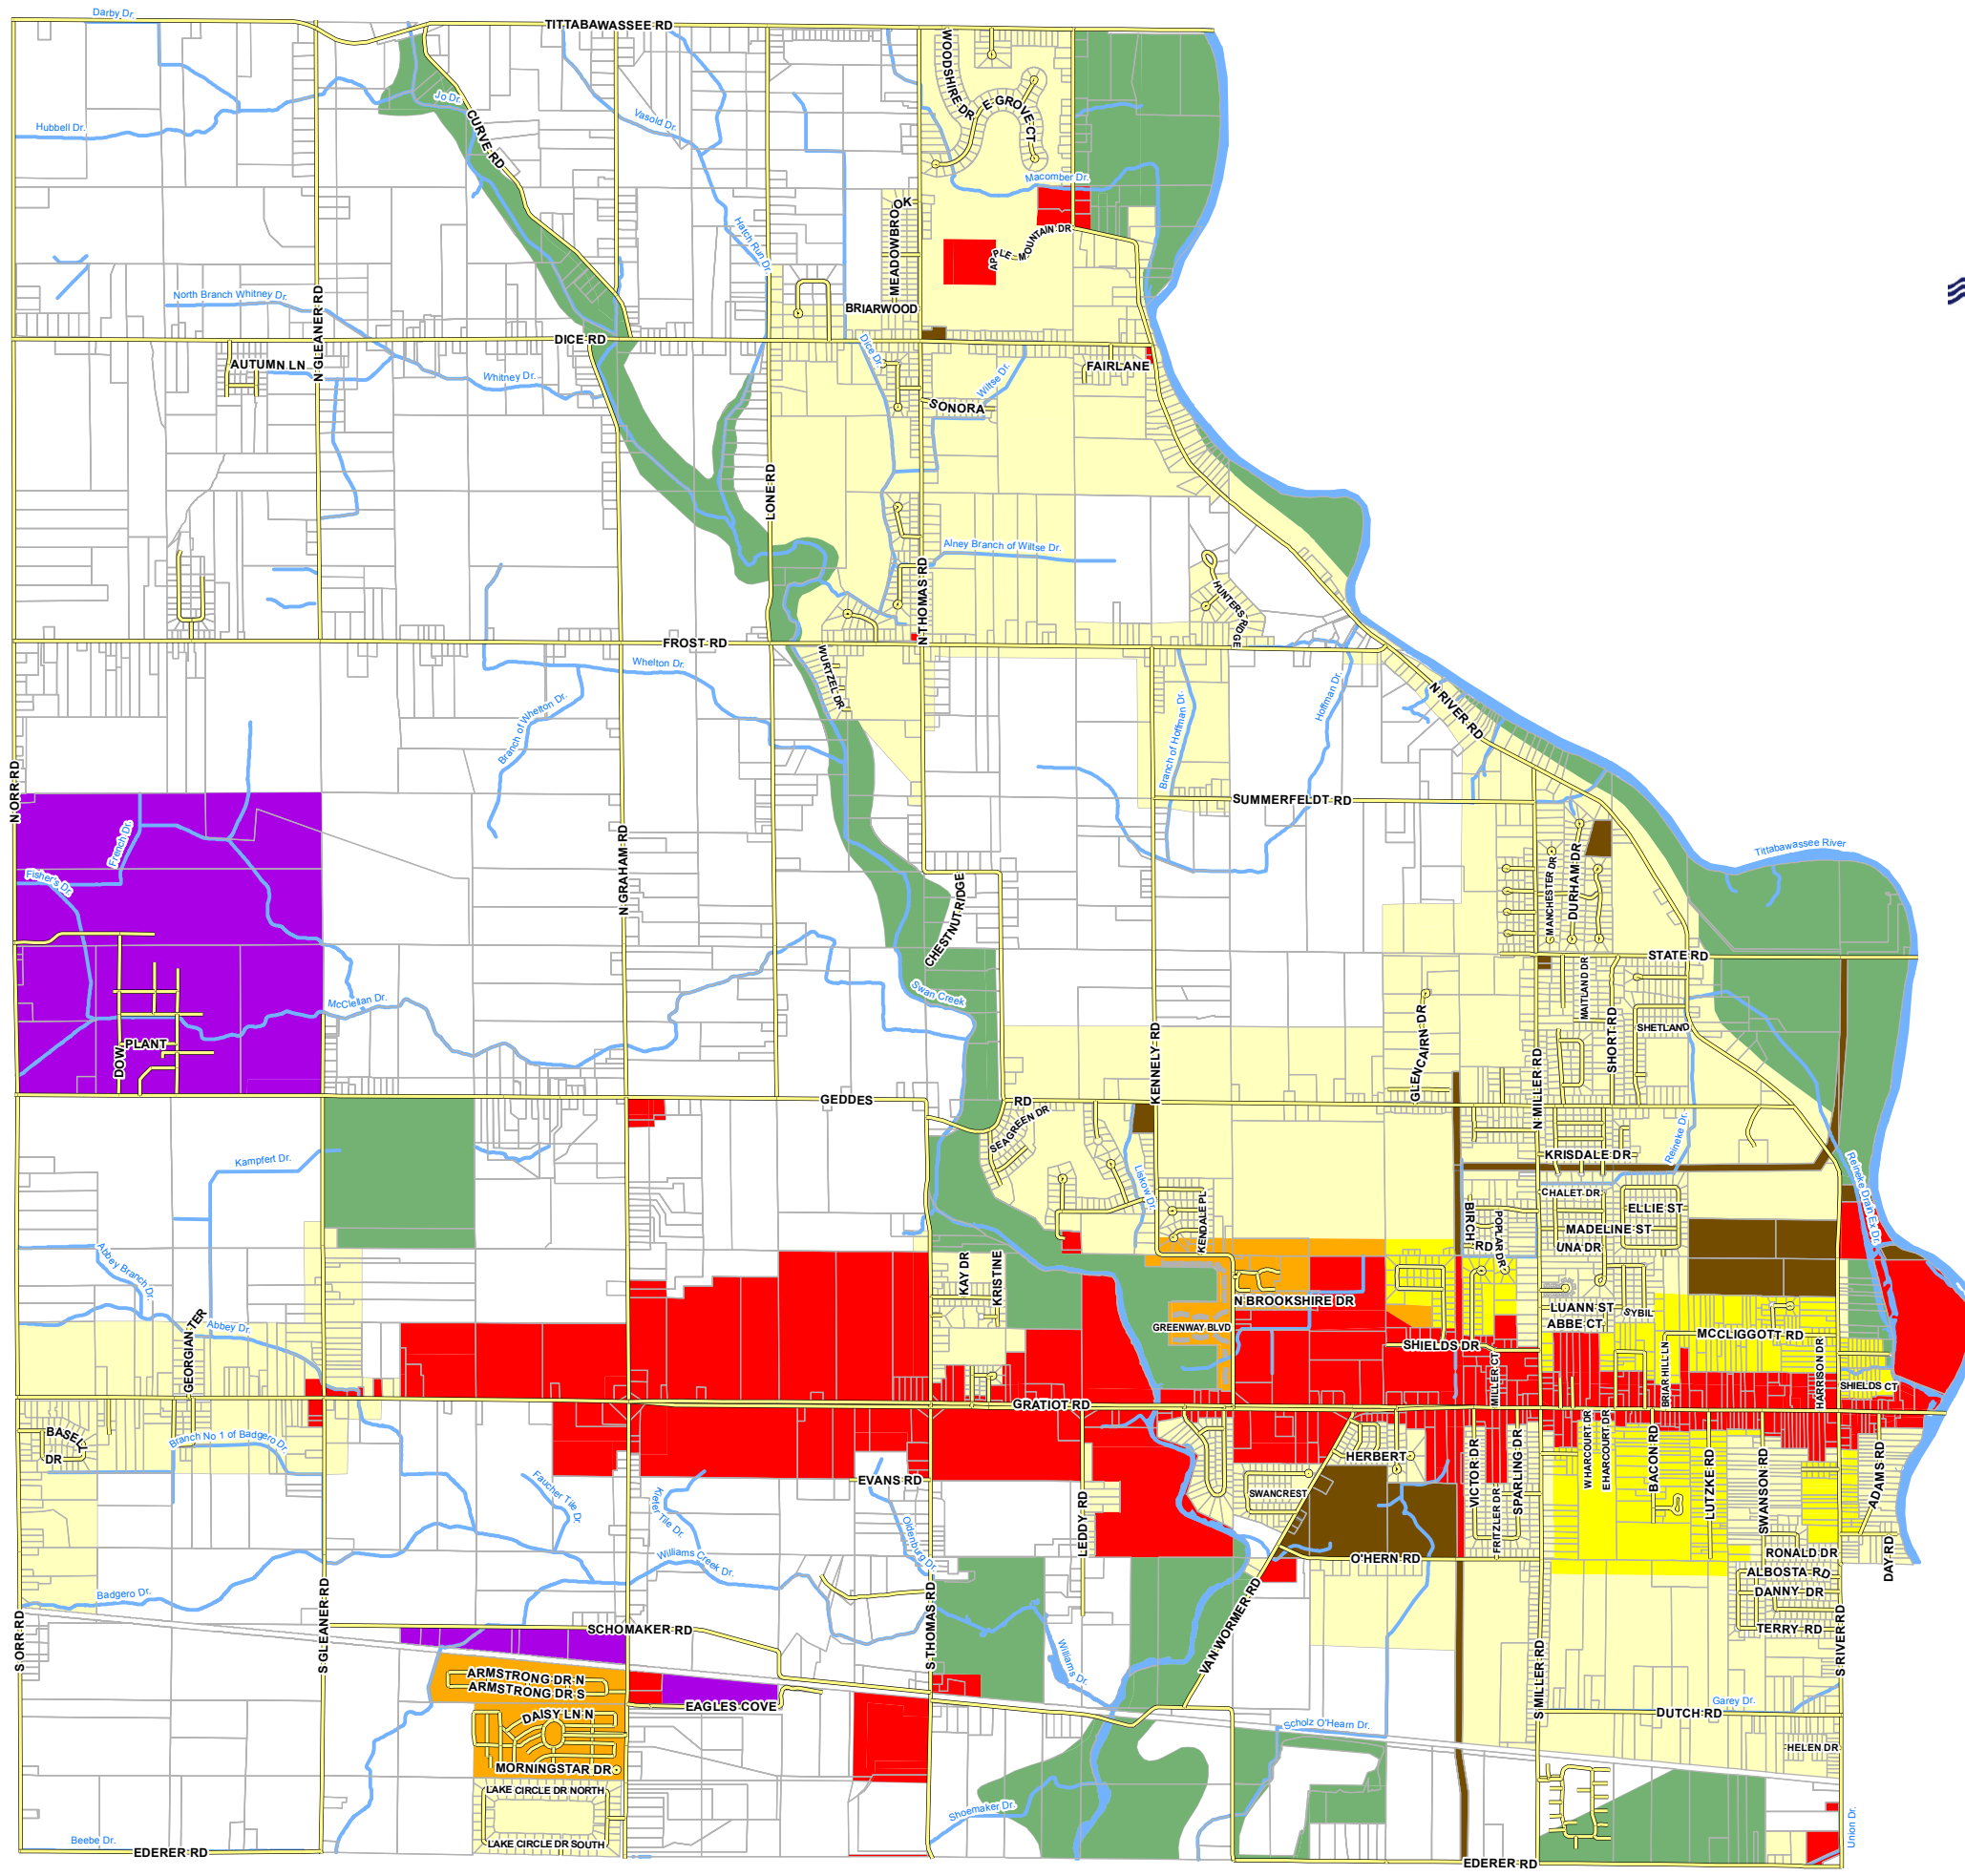 Darby Dr.
TITTABAWASSEE RD
WOODSHIRE DR
E GROVE CT
Hubbell Dr.
Jo Dr.
CURVE RD
Vasold Dr.
Macomber Dr.
MEADOWBROOK
Hatch Run Dr.
APPLE MOUNTAIN DR
North Branch Whitney Dr.
N GLEANER RD
BRIARWOOD
DICE RD
Dice Dr.
AUTUMN LN
Whitney Dr.
Wiltse Dr.
FAIRLANE
SONORA
LONE RD
Alney Branch of Wiltse Dr.
N THOMAS RD
HUNTERS RIDGE
FROST RD
Whelton Dr.
WURTZEL DR
Branch of Whelton Dr.
Branch of Hoffman Dr.
Hoffman Dr.
N RIVER RD
N ORR RD
SUMMERFELDT RD
French Dr.
Fisher's Dr.
N GRAHAM RD
CHESTNUT RIDGE
MANCHESTER DR
DURHAM DR
Tittabawassee River
STATE RD
McClellan Dr.
Swan Creek
MAITLAND DR
GLENCAIRN DR
SHORT RD
SHETLAND
DOW PLANT
KENNELY RD
N MILLER RD
GEDDES RD
SEAGREEN DR
Reineke Dr.
KRISDALE DR
Kampfert Dr.
Liskow Dr.
Reineke Drain Ex Dr.
CHALET DR
KENDALE PL
BIRCH RD
POPLAR DR
ELLIE ST
MADELINE ST
UNA DR
Abbey Branch Dr.
KAY DR
KRISTINE
N BROOKSHIRE DR
LUANN ST
SYBIL
GREENWAY BLVD
ABBE CT
Abbey Dr.
GEORGIAN TER
SHIELDS DR
MCCLIGGOTT RD
MILLER CT
BRIARHILL LN
HARRISON DR
SHIELDS CT
GRATIOT RD
BASEL DR
Branch No 1 of Badgero Dr.
HERBERT
W HARCOURT DR
E HARCOURT DR
BACON RD
LUTZKE RD
SWANSON RD
ADAMS RD
EVANS RD
Faucher Tile Dr.
Kiefel Tile Dr.
Oldenburg Dr.
LEDDY RD
SWANCREST
VICTOR DR
FRITZLER DR
SPARLING DR
O'HERN RD
RONALD DR
DAY RD
Williams Creek Dr.
ALBOSTA RD
DANNY DR
Badgero Dr.
TERRY RD
S ORR RD
S GLEANER RD
SCHOMAKER RD
S THOMAS RD
Williams Dr.
VAN WORMER RD
S MILLER RD
S RIVER RD
ARMSTRONG DR N
ARMSTRONG DR S
EAGLES COVE
Garey Dr.
DAISY LN N
Scholz O'Hearn Dr.
DUTCH RD
HELEN DR
MORNINGSTAR DR
LAKE CIRCLE DR NORTH
Shoemaker Dr.
Union Dr.
Beebe Dr.
LAKE CIRCLE DR SOUTH
EDERER RD
EDERER RD